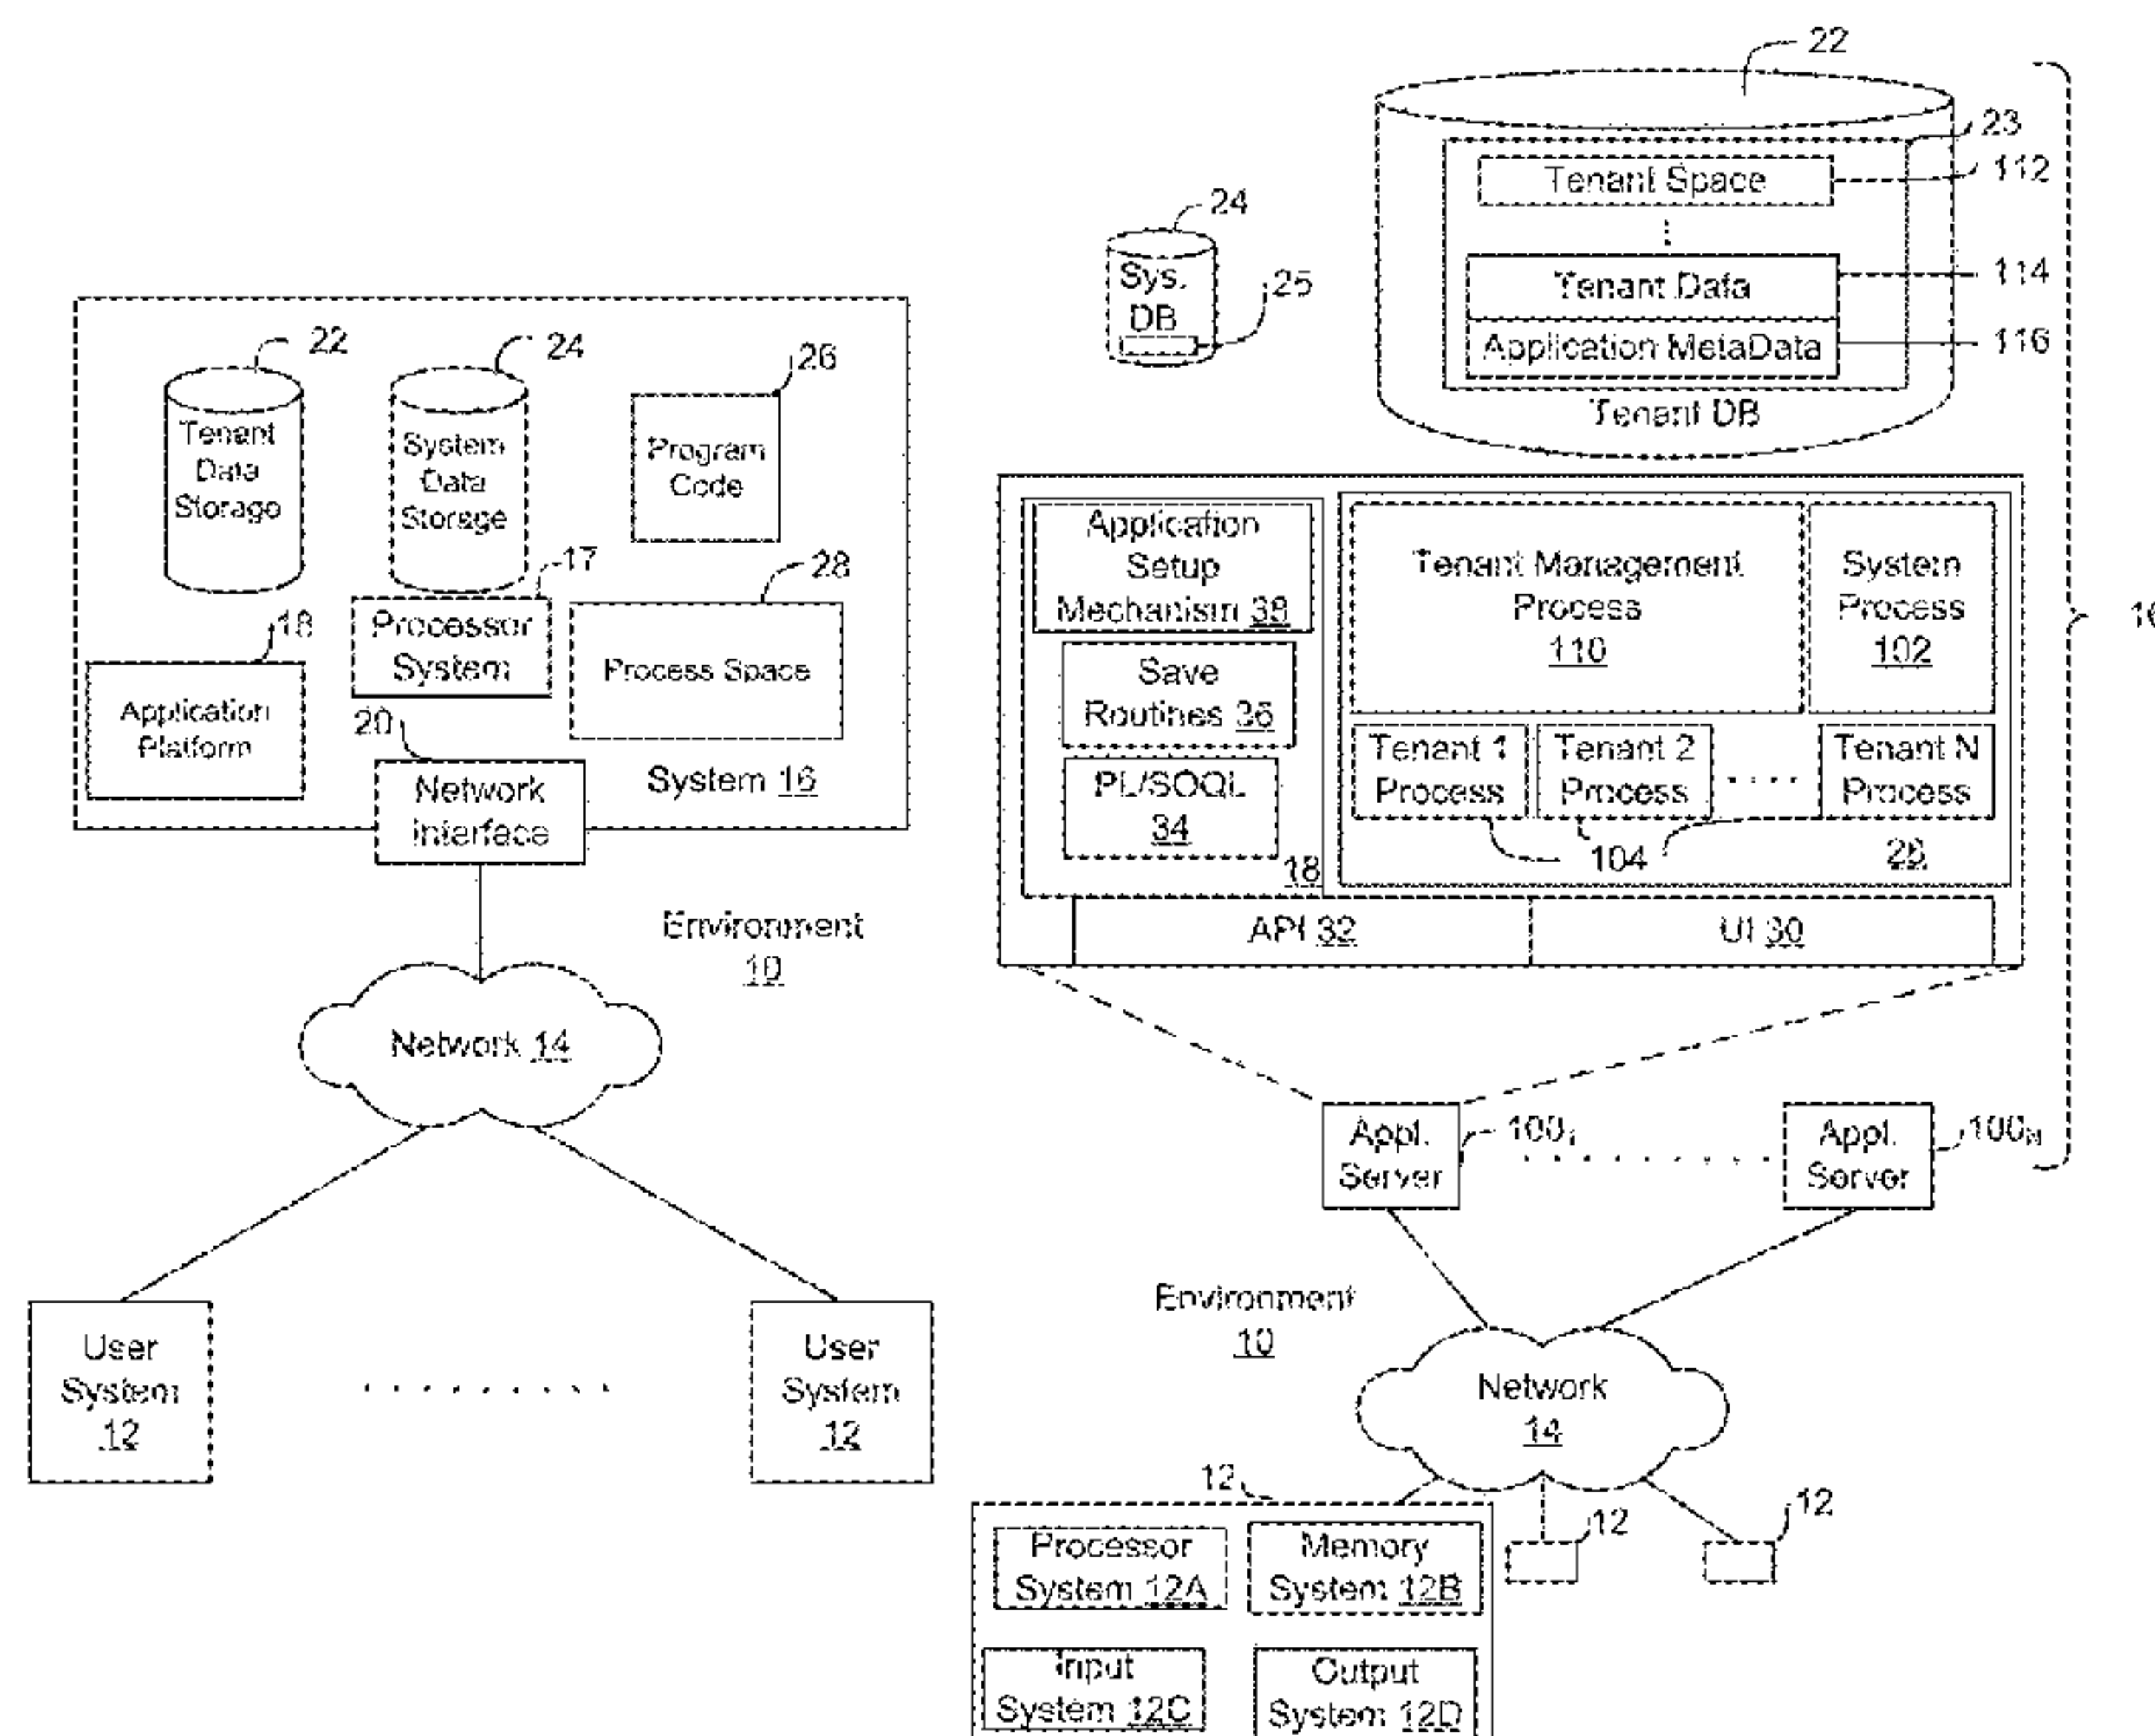 22
24
26
Tenant
Data
Storage
System
Data
Storage
Program
Code
17
28
18
Processor
System
Process Space
Application
Platform
20
Network
Interface
System 16
Environment
10
Network 14
User
System
12
User
System
12
22
23
Tenant Space
112
24
Sys.
DB
25
Tenant Data
114
Application MetaData
116
Tenant DB
Application
Setup
Mechanism 38
Tenant Management
Process
110
System
Process
102
16
Save
Routines 36
PL/SOQL
34
Tenant 1
Process
Tenant 2
Process
Tenant N
Process
18
104
28
API 32
UI 30
Appl.
Server
100₁
Appl.
Server
100N
Environment
10
Network
14
12
12
12
Processor
System 12A
Memory
System 12B
Input
System 12C
Output
System 12D